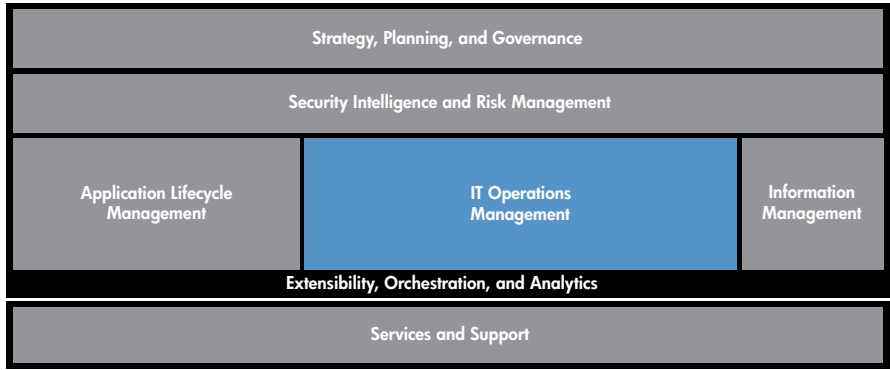 Strategy, Planning, and Governance
Security Intelligence and Risk Management
Application Lifecycle
Management
IT Operations
Management
Information
Management
Extensibility, Orchestration, and Analytics
Services and Support